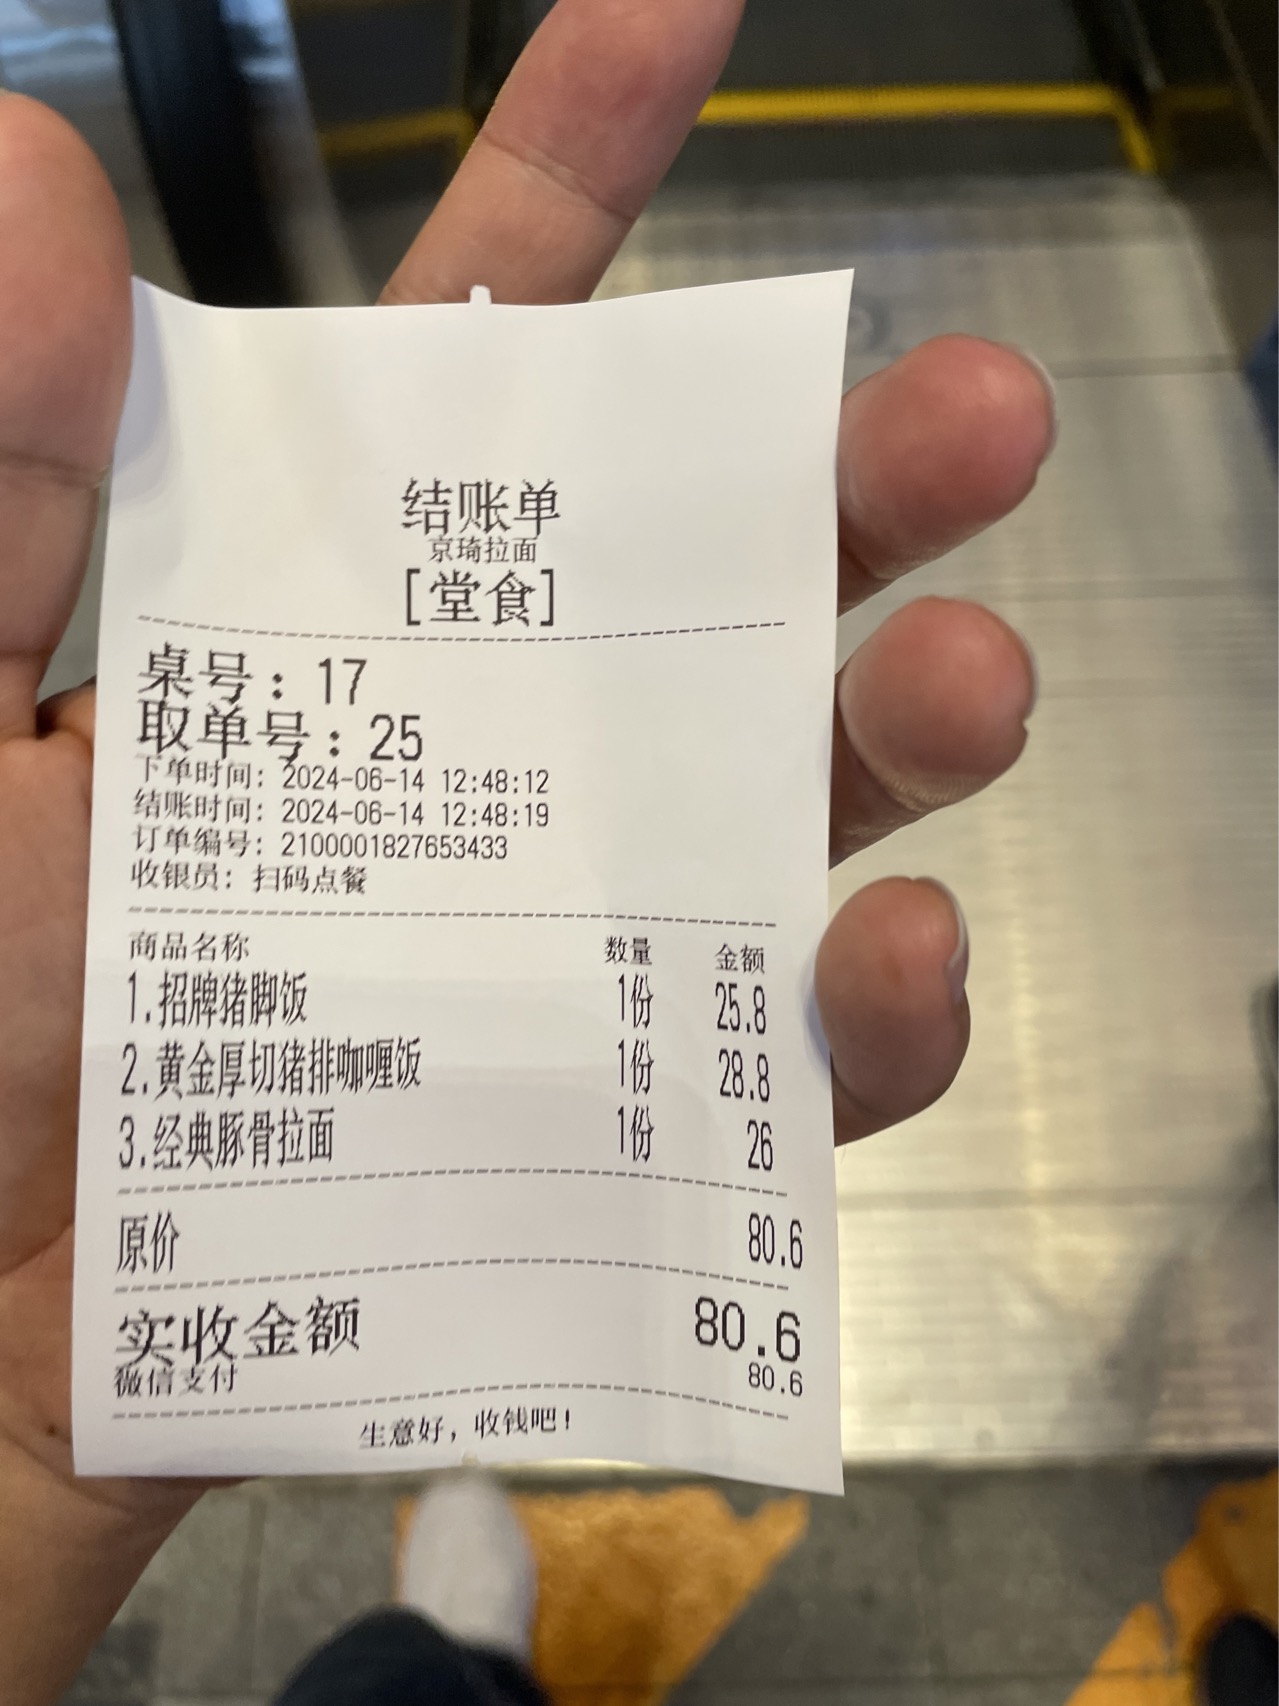 结账单
京琦拉面
[堂食]
桌号：17
取单号：25
下单时间：2024-06-14 12:48:12
结账时间：2024-06-14 12:48:19
订单编号：2100001827653433
收银员：扫码点餐
商品名称 数量 金额
1.招牌猪脚饭 1份 25.8
2.黄金厚切猪排咖喱饭 1份 28.8
3.经典豚骨拉面 1份 26
原价 80.6
实收金额 80.6
微信支付 80.6
生意好，收钱吧！